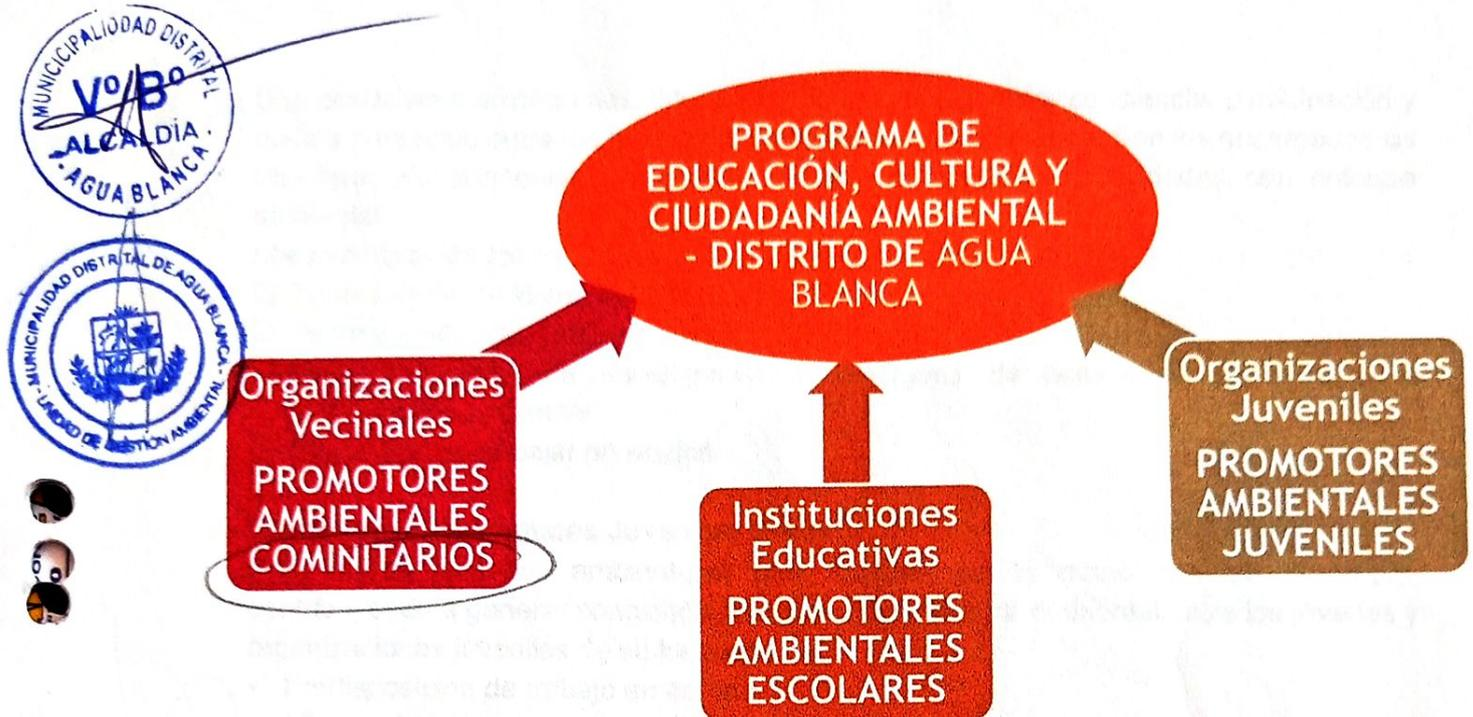 MUNICICIPALIODAD DISTRITAL
VºBº
ALCALDÍA
AGUA BLANCA
MUNICIPALIDAD DISTRITAL DE AGUA BLANCA
UNIDAD DE GESTIÓN AMBIENTAL
PROGRAMA DE
EDUCACIÓN, CULTURA Y
CIUDADANÍA AMBIENTAL
- DISTRITO DE AGUA
BLANCA
Organizaciones
Vecinales
PROMOTORES
AMBIENTALES
COMINITARIOS
Instituciones
Educativas
PROMOTORES
AMBIENTALES
ESCOLARES
Organizaciones
Juveniles
PROMOTORES
AMBIENTALES
JUVENILES